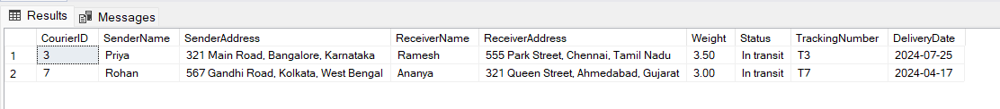 Results Messages
CourierID SenderName SenderAddress ReceiverName ReceiverAddress Weight Status TrackingNumber DeliveryDate
1 3 Priya 321 Main Road, Bangalore, Karnataka Ramesh 555 Park Street, Chennai, Tamil Nadu 3.50 In transit T3 2024-07-25
2 7 Rohan 567 Gandhi Road, Kolkata, West Bengal Ananya 321 Queen Street, Ahmedabad, Gujarat 3.00 In transit T7 2024-04-17